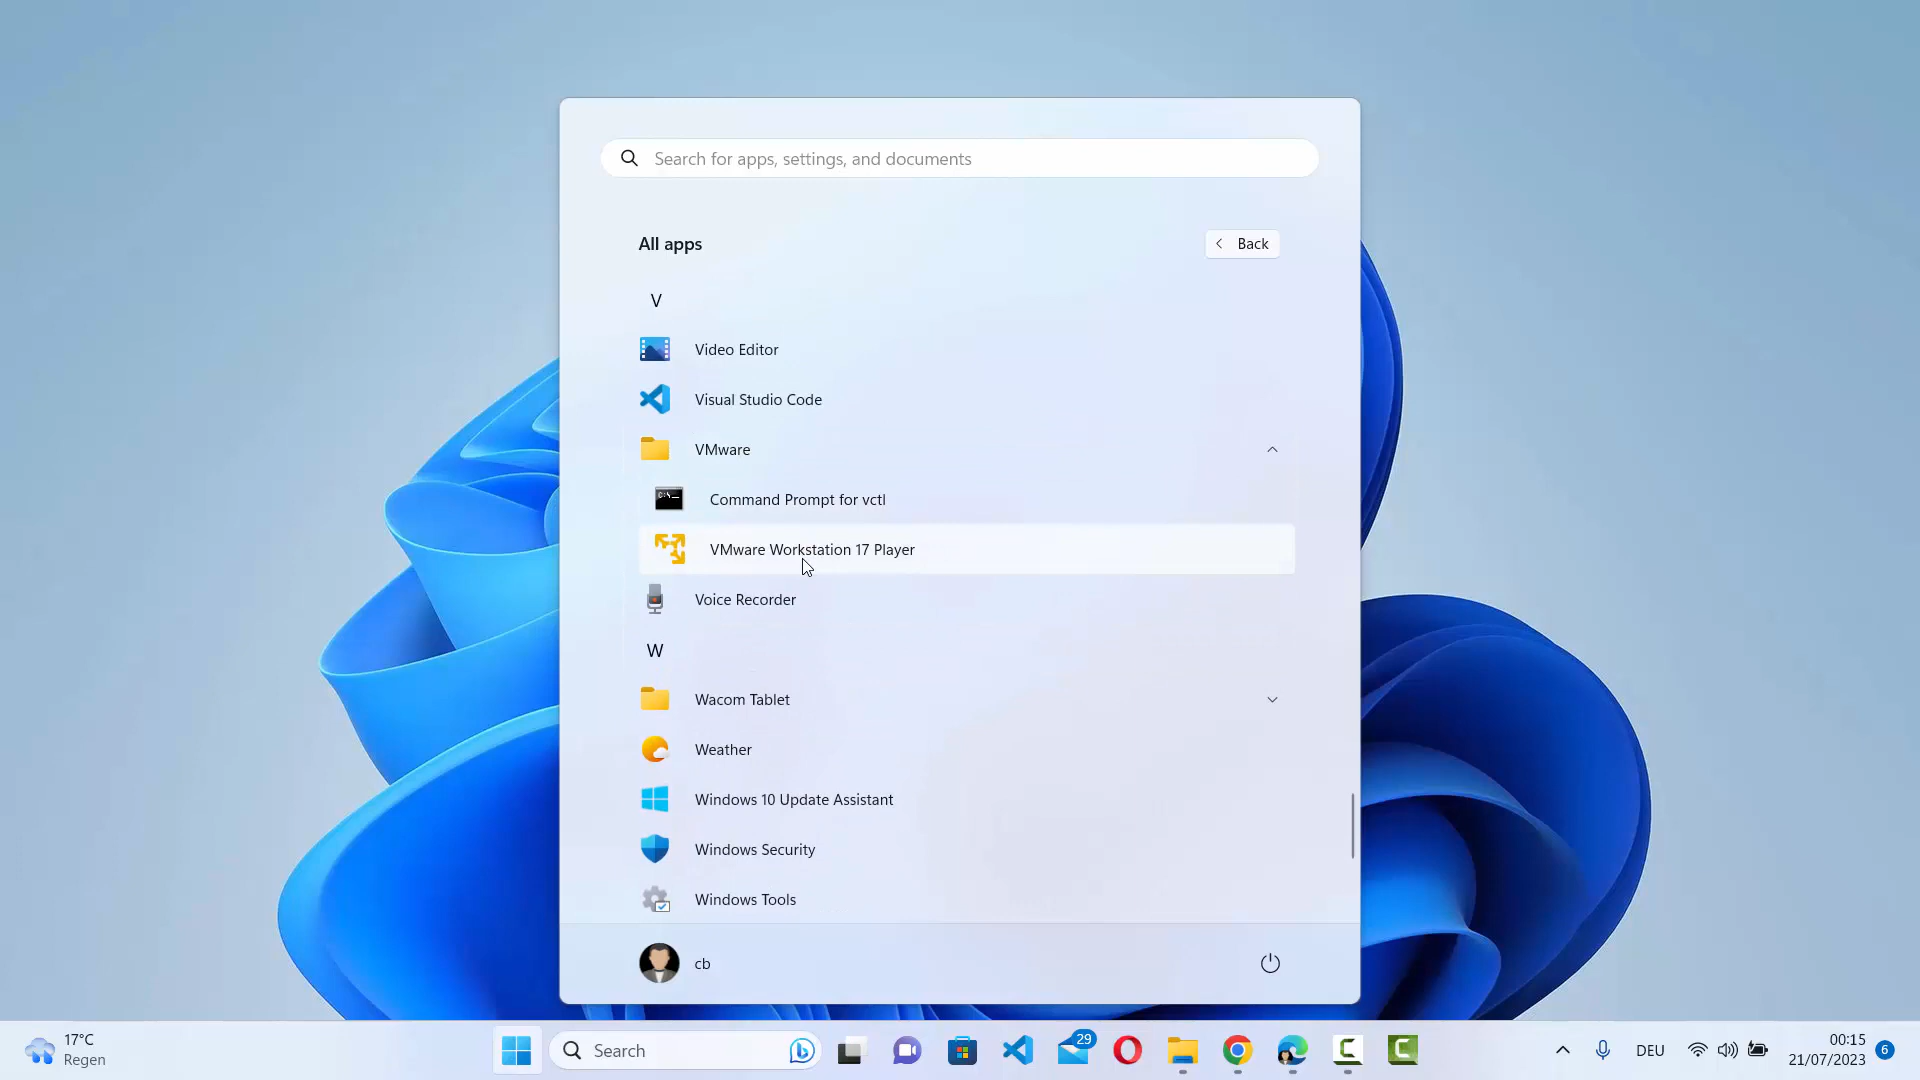 Search for apps, settings, and documents
All apps
Back
V
Video Editor
Visual Studio Code
VMware
Command Prompt for vctl
VMware Workstation 17 Player
Voice Recorder
W
Wacom Tablet
Weather
Windows 10 Update Assistant
Windows Security
Windows Tools
cb
17°C
Regen
Search
29
DEU
00:15
21/07/2023
6